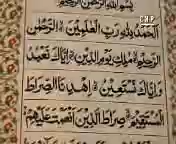 CHP
بسم الله الرحمن الرحيم
الحمد لله رب العلمين الرحمن
الرحيم ملك يوم الدين اياك نعبد
واياك نستعين اهدنا الصراط
المستقيم صراط الذين انعمت عليهم